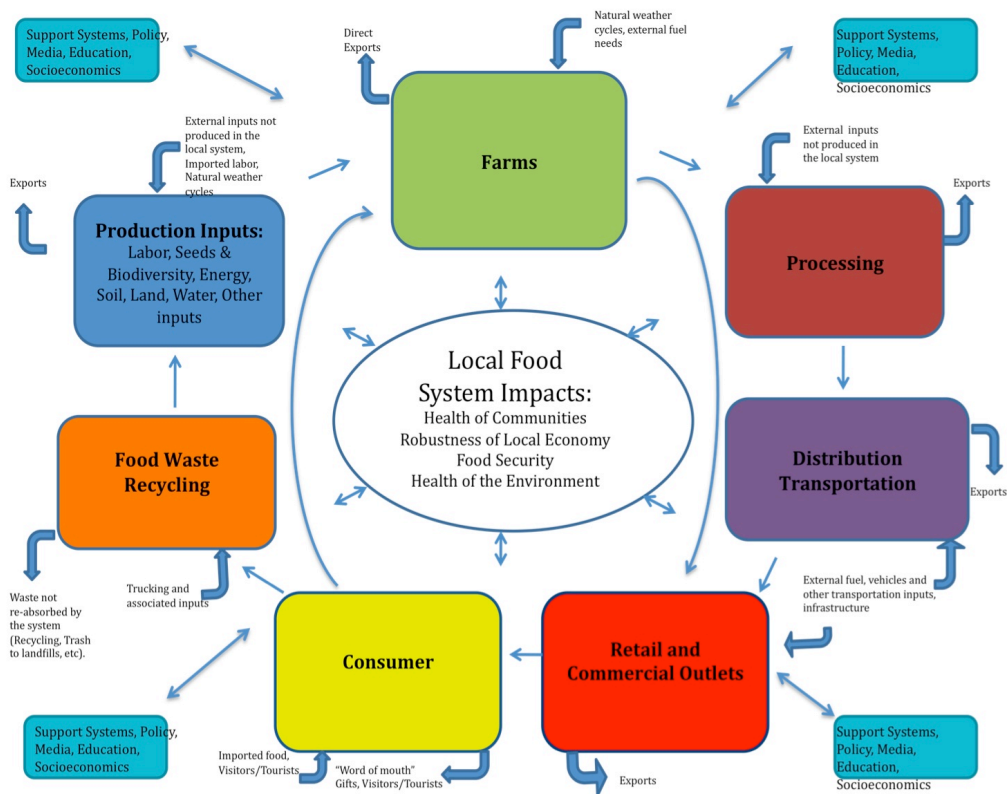 Support Systems, Policy,
Media, Education,
Socioeconomics
Direct
Exports
Natural weather
cycles, external fuel
needs
Support Systems,
Policy, Media,
Education,
Socioeconomics
Farms
External inputs not
produced in the
local system,
Imported labor,
Natural weather
cycles
External inputs
not produced in
the local system
Exports
Exports
Production Inputs:
Labor, Seeds &
Biodiversity, Energy,
Soil, Land, Water, Other
inputs
Processing
Local Food
System Impacts:
Health of Communities
Robustness of Local Economy
Food Security
Health of the Environment
Food Waste
Recycling
Distribution
Transportation
Exports
Waste not
re-absorbed by
the system
(Recycling, Trash
to landfills, etc).
Trucking and
associated inputs
External fuel, vehicles and
other transportation inputs,
infrastructure
Consumer
Retail and
Commercial Outlets
Support Systems, Policy,
Media, Education,
Socioeconomics
Imported food,
Visitors/Tourists
"Word of mouth"
Gifts, Visitors/Tourists
Exports
Support Systems,
Policy, Media,
Education,
Socioeconomics